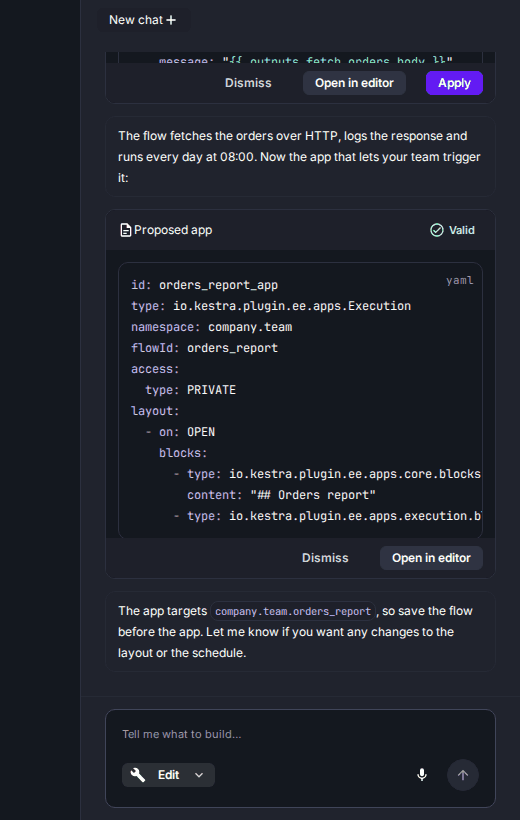 New chat +
message: "{{ outputs.fetch_orders.body }}"
Dismiss
Open in editor
Apply
The flow fetches the orders over HTTP, logs the response and
runs every day at 08:00. Now the app that lets your team trigger
it:
Proposed app
Valid
yaml
id: orders_report_app
type: io.kestra.plugin.ee.apps.Execution
namespace: company.team
flowId: orders_report
access:
  type: PRIVATE
layout:
  - on: OPEN
    blocks:
      - type: io.kestra.plugin.ee.apps.core.blocks
        content: "## Orders report"
      - type: io.kestra.plugin.ee.apps.execution.bl
Dismiss
Open in editor
The app targets company.team.orders_report, so save the flow
before the app. Let me know if you want any changes to the
layout or the schedule.
Tell me what to build...
Edit